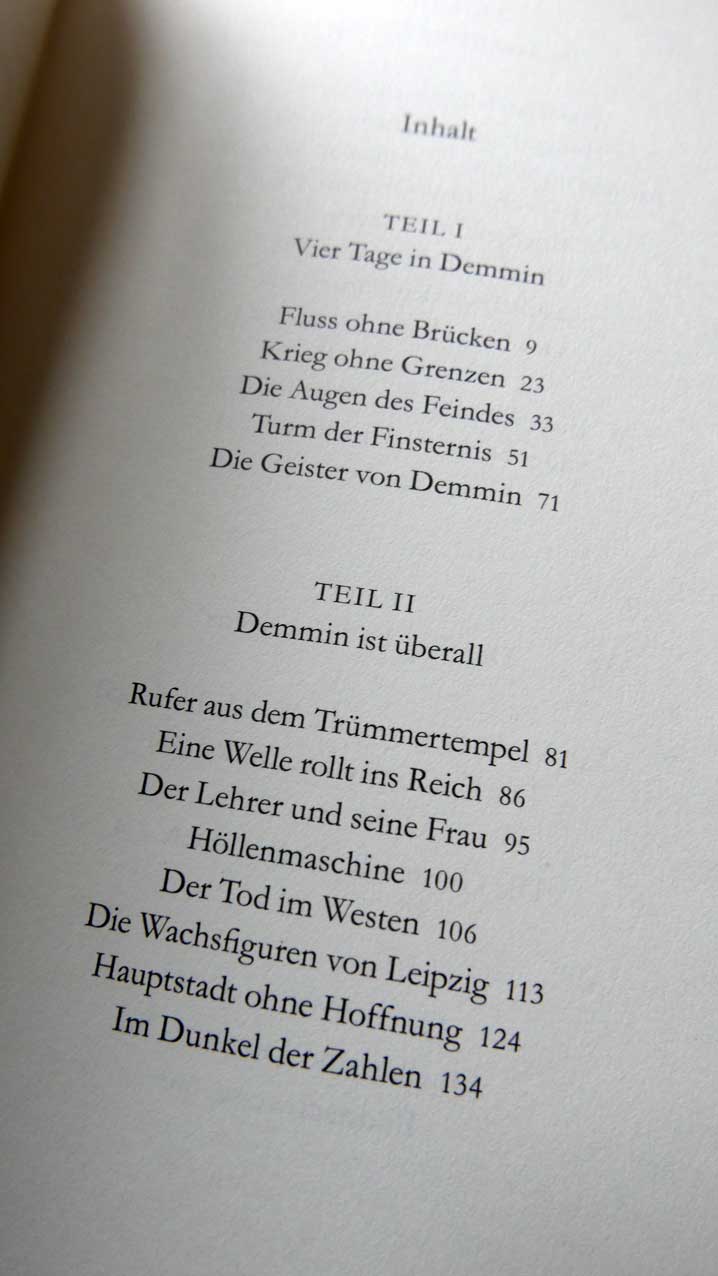 Inhalt
TEIL I
Vier Tage in Demmin
Fluss ohne Brücken 9
Krieg ohne Grenzen 23
Die Augen des Feindes 33
Turm der Finsternis 51
Die Geister von Demmin 71
TEIL II
Demmin ist überall
Rufer aus dem Trümmertempel 81
Eine Welle rollt ins Reich 86
Der Lehrer und seine Frau 95
Höllenmaschine 100
Der Tod im Westen 106
Die Wachsfiguren von Leipzig 113
Hauptstadt ohne Hoffnung 124
Im Dunkel der Zahlen 134